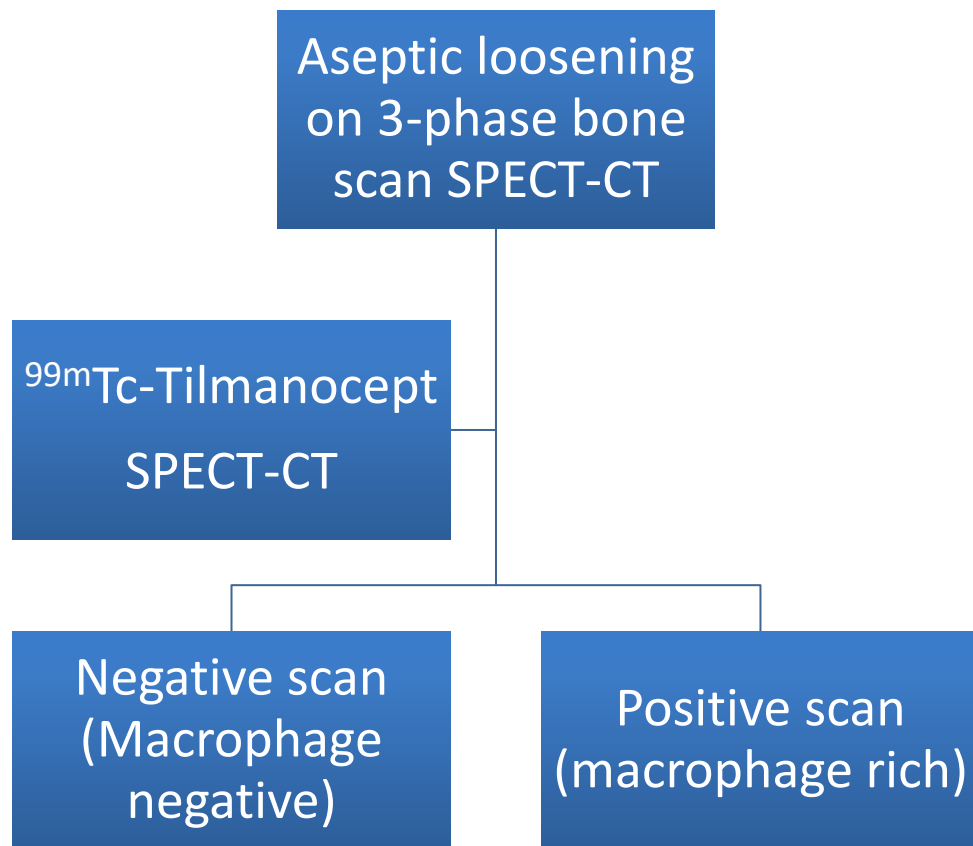 Aseptic loosening
on 3-phase bone
scan SPECT-CT
⁹⁹ᵐTc-Tilmanocept
SPECT-CT
Negative scan
(Macrophage
negative)
Positive scan
(macrophage rich)